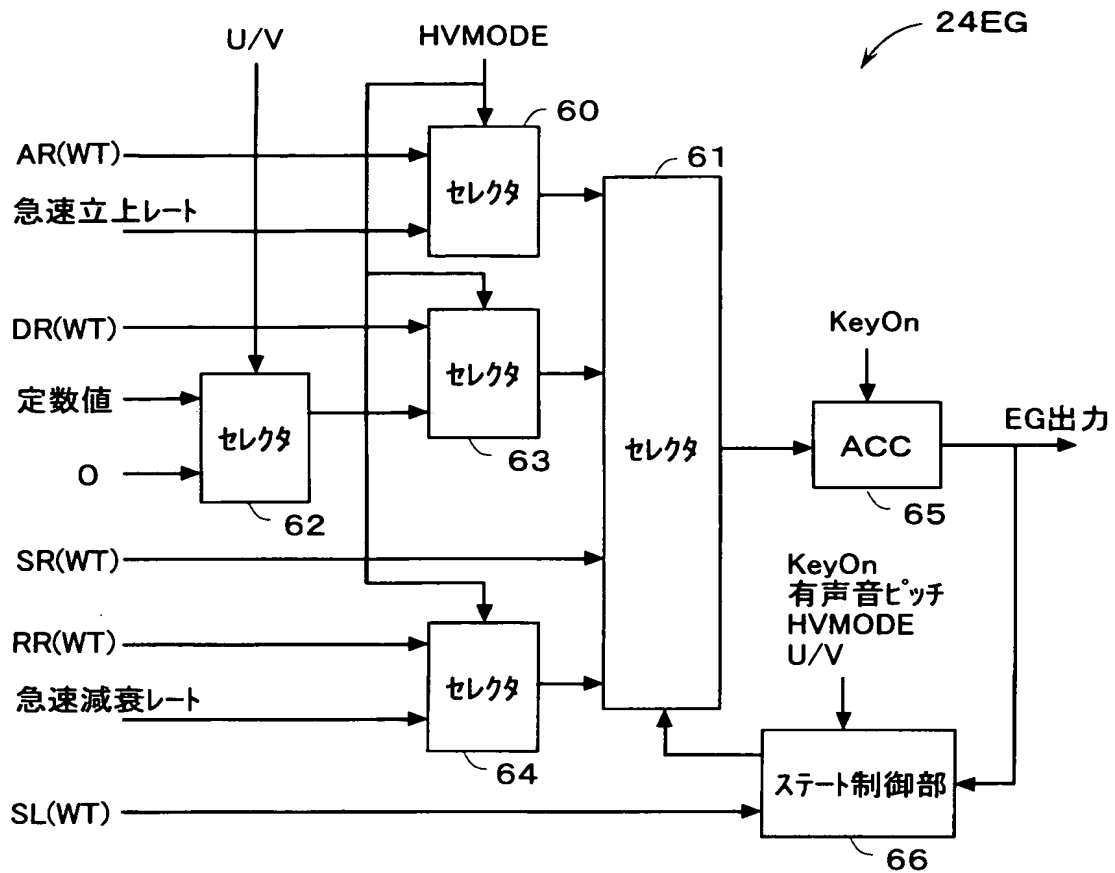 24EG
U/V
HVMODE
60
AR(WT)
セレクタ
急速立上レート
61
DR(WT)
セレクタ
KeyOn
定数値
セレクタ
63
セレクタ
ACC
EG出力
0
62
65
SR(WT)
KeyOn
有声音ピッチ
HVMODE
U/V
RR(WT)
セレクタ
急速減衰レート
64
ステート制御部
SL(WT)
66